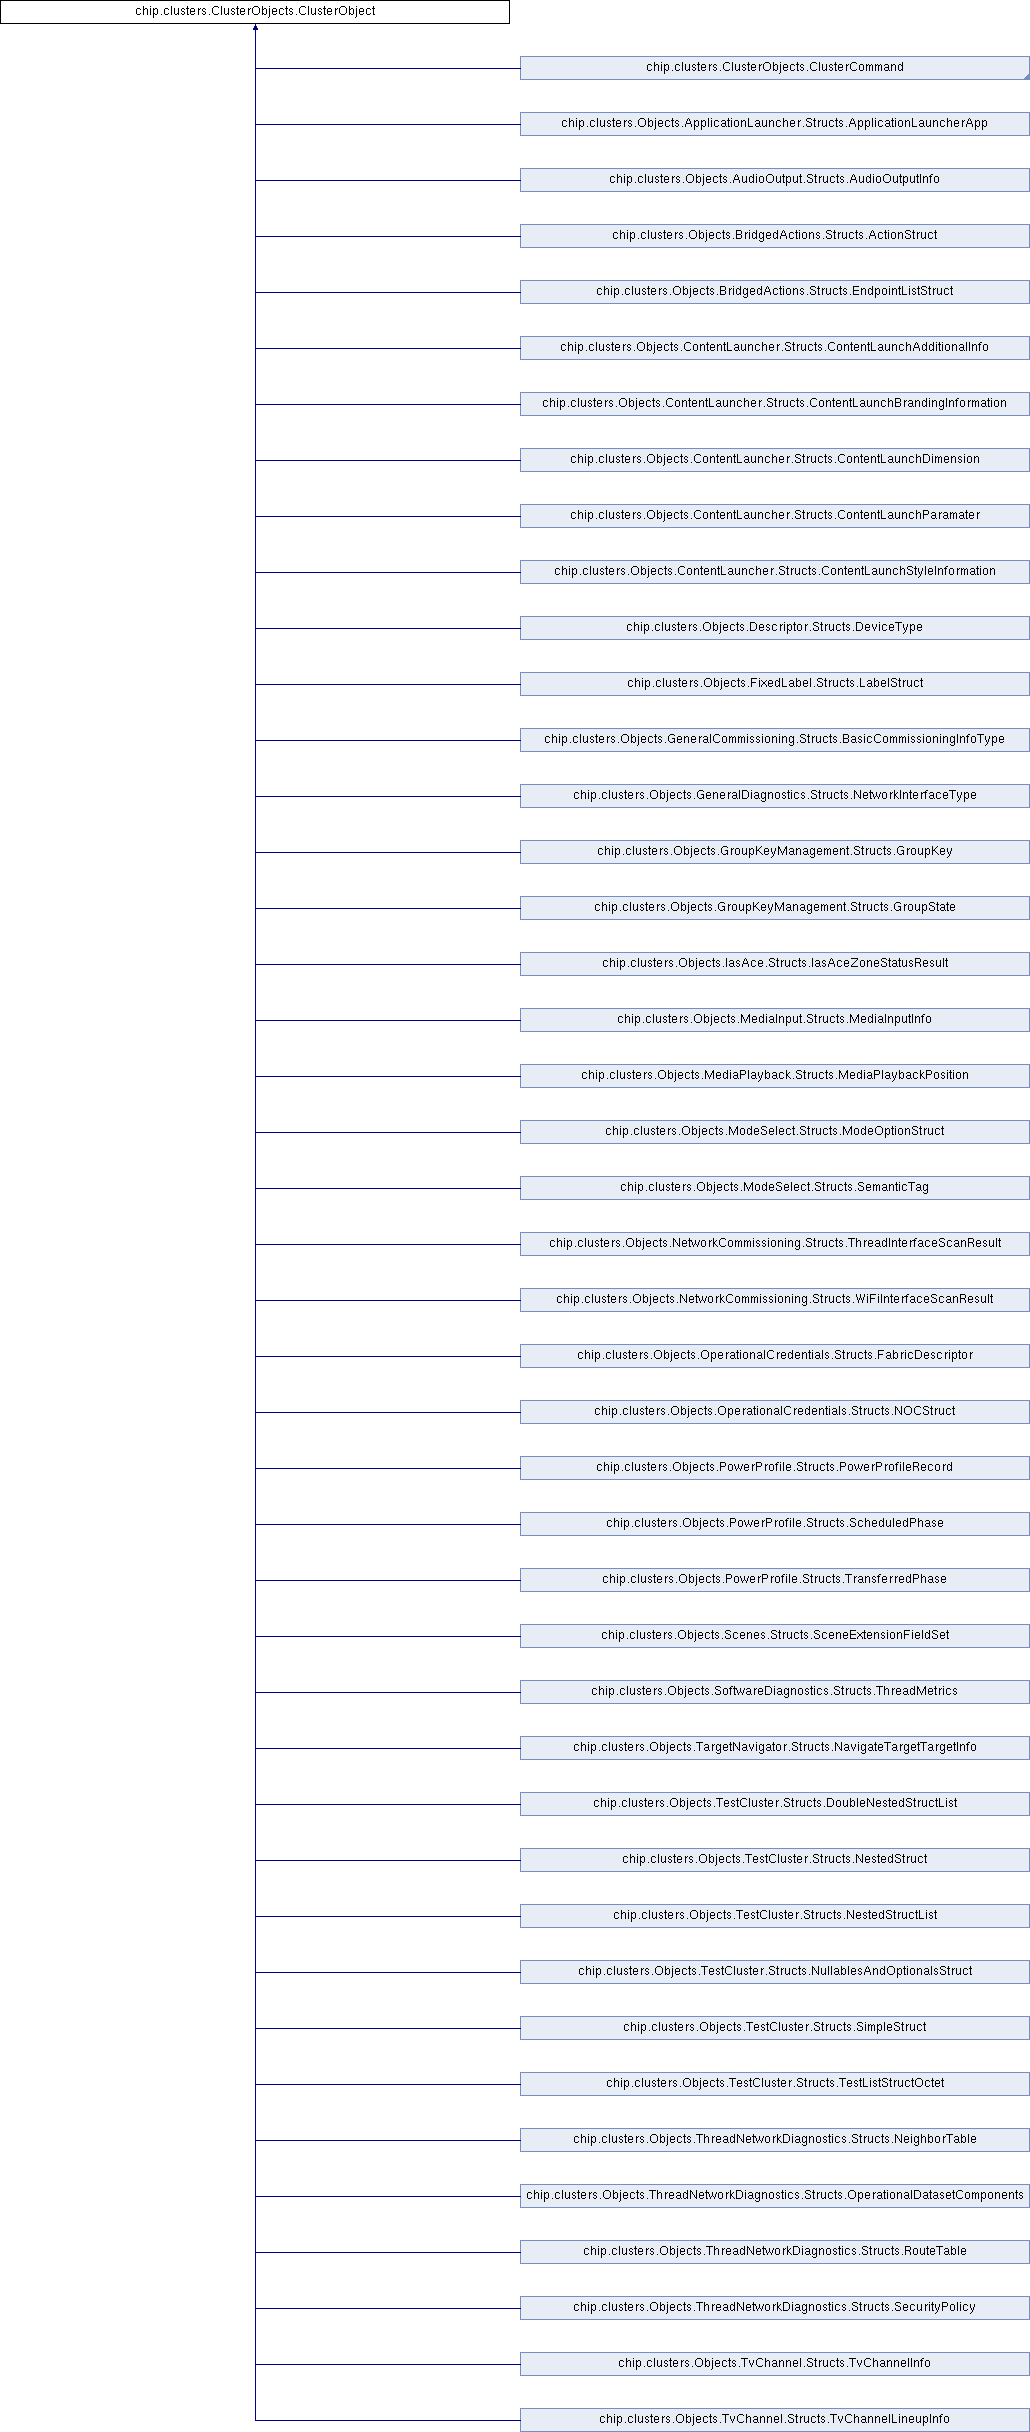 chip.clusters.ClusterObjects.ClusterObject
chip.clusters.ClusterObjects.ClusterCommand
chip.clusters.Objects.ApplicationLauncher.Structs.ApplicationLauncherApp
chip.clusters.Objects.AudioOutput.Structs.AudioOutputInfo
chip.clusters.Objects.BridgedActions.Structs.ActionStruct
chip.clusters.Objects.BridgedActions.Structs.EndpointListStruct
chip.clusters.Objects.ContentLauncher.Structs.ContentLaunchAdditionalInfo
chip.clusters.Objects.ContentLauncher.Structs.ContentLaunchBrandingInformation
chip.clusters.Objects.ContentLauncher.Structs.ContentLaunchDimension
chip.clusters.Objects.ContentLauncher.Structs.ContentLaunchParamater
chip.clusters.Objects.ContentLauncher.Structs.ContentLaunchStyleInformation
chip.clusters.Objects.Descriptor.Structs.DeviceType
chip.clusters.Objects.FixedLabel.Structs.LabelStruct
chip.clusters.Objects.GeneralCommissioning.Structs.BasicCommissioningInfoType
chip.clusters.Objects.GeneralDiagnostics.Structs.NetworkInterfaceType
chip.clusters.Objects.GroupKeyManagement.Structs.GroupKey
chip.clusters.Objects.GroupKeyManagement.Structs.GroupState
chip.clusters.Objects.IasAce.Structs.IasAceZoneStatusResult
chip.clusters.Objects.MediaInput.Structs.MediaInputInfo
chip.clusters.Objects.MediaPlayback.Structs.MediaPlaybackPosition
chip.clusters.Objects.ModeSelect.Structs.ModeOptionStruct
chip.clusters.Objects.ModeSelect.Structs.SemanticTag
chip.clusters.Objects.NetworkCommissioning.Structs.ThreadInterfaceScanResult
chip.clusters.Objects.NetworkCommissioning.Structs.WiFiInterfaceScanResult
chip.clusters.Objects.OperationalCredentials.Structs.FabricDescriptor
chip.clusters.Objects.OperationalCredentials.Structs.NOCStruct
chip.clusters.Objects.PowerProfile.Structs.PowerProfileRecord
chip.clusters.Objects.PowerProfile.Structs.ScheduledPhase
chip.clusters.Objects.PowerProfile.Structs.TransferredPhase
chip.clusters.Objects.Scenes.Structs.SceneExtensionFieldSet
chip.clusters.Objects.SoftwareDiagnostics.Structs.ThreadMetrics
chip.clusters.Objects.TargetNavigator.Structs.NavigateTargetTargetInfo
chip.clusters.Objects.TestCluster.Structs.DoubleNestedStructList
chip.clusters.Objects.TestCluster.Structs.NestedStruct
chip.clusters.Objects.TestCluster.Structs.NestedStructList
chip.clusters.Objects.TestCluster.Structs.NullablesAndOptionalsStruct
chip.clusters.Objects.TestCluster.Structs.SimpleStruct
chip.clusters.Objects.TestCluster.Structs.TestListStructOctet
chip.clusters.Objects.ThreadNetworkDiagnostics.Structs.NeighborTable
chip.clusters.Objects.ThreadNetworkDiagnostics.Structs.OperationalDatasetComponents
chip.clusters.Objects.ThreadNetworkDiagnostics.Structs.RouteTable
chip.clusters.Objects.ThreadNetworkDiagnostics.Structs.SecurityPolicy
chip.clusters.Objects.TvChannel.Structs.TvChannelInfo
chip.clusters.Objects.TvChannel.Structs.TvChannelLineupInfo